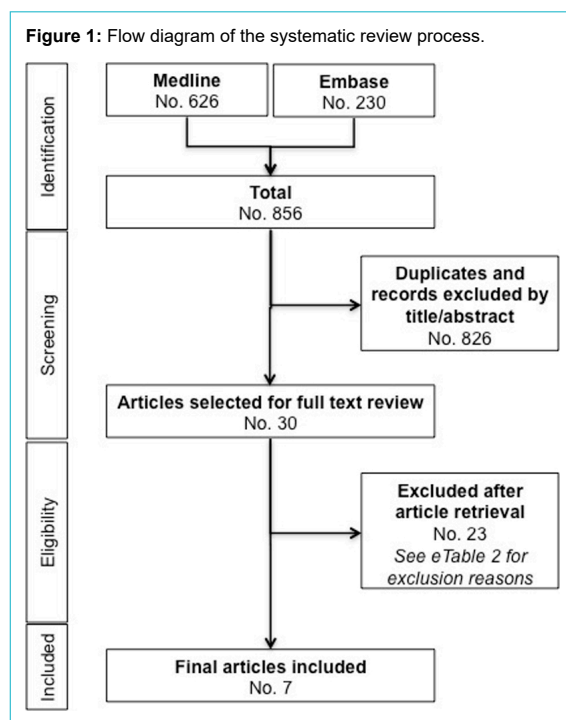 Figure 1: Flow diagram of the systematic review process.
Identification
Medline
No. 626
Embase
No. 230
Total
No. 856
Screening
Duplicates and
records excluded by
title/abstract
No. 826
Articles selected for full text review
No. 30
Eligibility
Excluded after
article retrieval
No. 23
See eTable 2 for
exclusion reasons
Included
Final articles included
No. 7